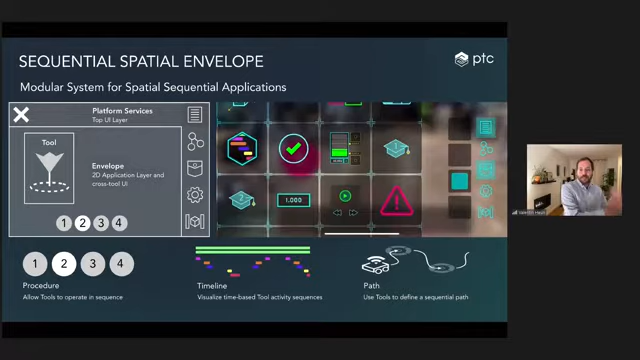 SEQUENTIAL SPATIAL ENVELOPE
ptc
Modular System for Spatial Sequential Applications
Platform Services
Top UI Layer
Tool
Envelope
2D Application Layer and
cross-tool UI
1 2 3 4
1
2
1.000
1 2 3 4
Procedure
Allow Tools to operate in sequence
Timeline
Visualize time-based Tool activity sequences
Path
Use Tools to define a sequential path